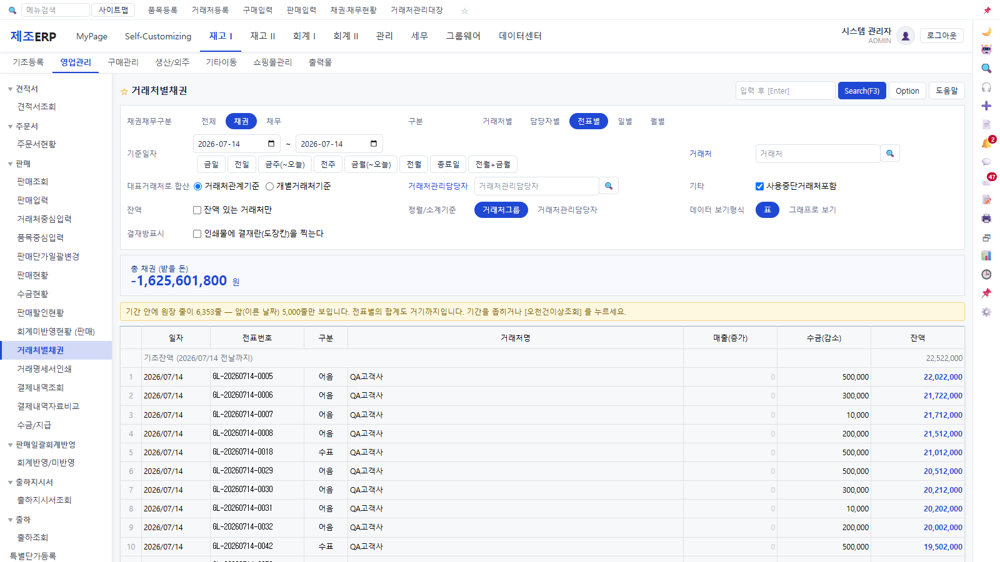 메뉴검색 사이트맵 품목등록 거래처등록 구매입력 판매입력 채권·채무현황 거래처관리대장 ☆
제조ERP MyPage Self-Customizing 재고 I 재고 II 회계 I 회계 II 관리 세무 그룹웨어 데이터센터 시스템 관리자 ADMIN 로그아웃
기초등록 영업관리 구매관리 생산/외주 기타이동 쇼핑몰관리 출력물
▼ 견적서
견적서조회
▼ 주문서
주문서현황
▼ 판매
판매조회
판매입력
거래처중심입력
품목중심입력
판매단가일괄변경
판매현황
수금현황
판매할인현황
회계미반영현황 (판매)
거래처별채권
거래명세서인쇄
결제내역조회
결제내역자료비교
수금/지급
▼ 판매일괄회계반영
회계반영/미반영
▼ 출하지시서
출하지시서조회
▼ 출하
출하조회
특별단가등록
☆ 거래처별채권 입력 후 [Enter] Search(F3) Option 도움말
채권채무구분 전체 채권 채무 구분 거래처별 담당자별 전표별 일별 월별
기준일자 2026-07-14 ~ 2026-07-14 거래처 거래처
금일 전일 금주(~오늘) 전주 금월(~오늘) 전월 종료일 전월+금월
대표거래처로 합산 거래처관계기준 개별거래처기준 거래처관리담당자 거래처관리담당자 기타 사용중단거래처포함
잔액 잔액 있는 거래처만 정렬/소계기준 거래처그룹 거래처관리담당자 데이터 보기형식 표 그래프로 보기
결재방표시 인쇄물에 결재란(도장칸)을 찍는다
총 채권 (받을 돈)
-1,625,601,800 원
기간 안에 원장 줄이 6,353줄 — 앞(이른 날짜) 5,000줄만 보입니다. 전표별의 합계도 거기까지입니다. 기간을 좁히거나 [오천건이상조회] 를 누르세요.
일자 전표번호 구분 거래처명 매출(증가) 수금(감소) 잔액
기초잔액 (2026/07/14 전날까지) 22,522,000
1 2026/07/14 GL-20260714-0005 어음 QA고객사 0 500,000 22,022,000
2 2026/07/14 GL-20260714-0006 어음 QA고객사 0 300,000 21,722,000
3 2026/07/14 GL-20260714-0007 어음 QA고객사 0 10,000 21,712,000
4 2026/07/14 GL-20260714-0008 어음 QA고객사 0 200,000 21,512,000
5 2026/07/14 GL-20260714-0018 수표 QA고객사 0 500,000 21,012,000
6 2026/07/14 GL-20260714-0029 어음 QA고객사 0 500,000 20,512,000
7 2026/07/14 GL-20260714-0030 어음 QA고객사 0 300,000 20,212,000
8 2026/07/14 GL-20260714-0031 어음 QA고객사 0 10,000 20,202,000
9 2026/07/14 GL-20260714-0032 어음 QA고객사 0 200,000 20,002,000
10 2026/07/14 GL-20260714-0042 수표 QA고객사 0 500,000 19,502,000
2
47